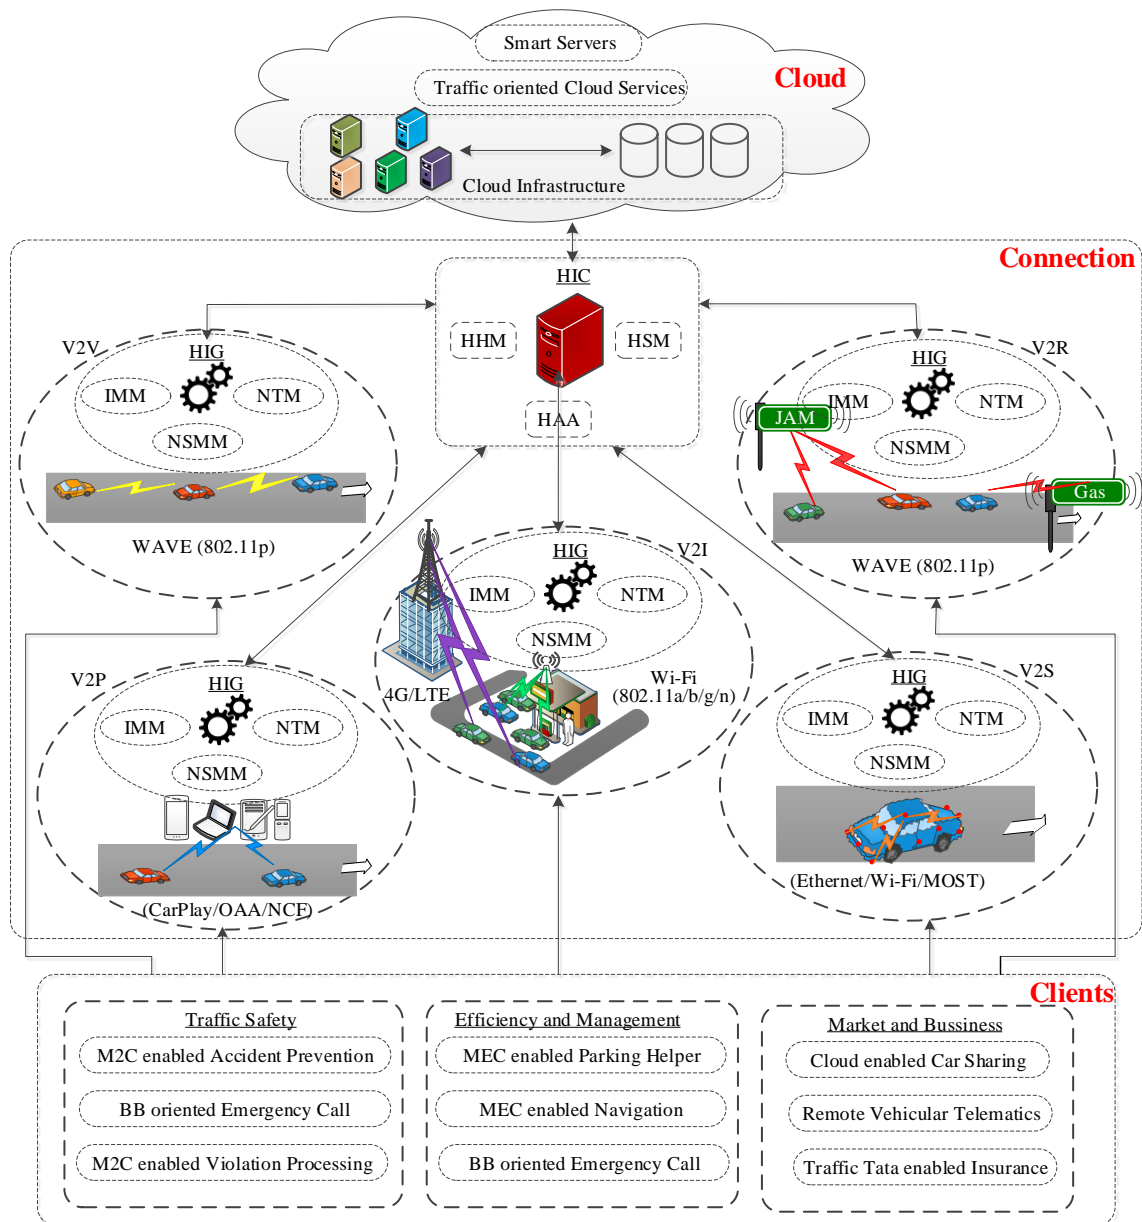 Smart Servers
Cloud
Traffic oriented Cloud Services
Cloud Infrastructure
Connection
HIC
HHM
HSM
HAA
V2V
HIG
IMM
NTM
NSMM
WAVE (802.11p)
V2R
HIG
IMM
NTM
NSMM
JAM
Gas
WAVE (802.11p)
V2I
HIG
IMM
NTM
NSMM
4G/LTE
Wi-Fi
(802.11a/b/g/n)
V2P
HIG
IMM
NTM
NSMM
(CarPlay/OAA/NCF)
V2S
HIG
IMM
NTM
NSMM
(Ethernet/Wi-Fi/MOST)
Clients
Traffic Safety
M2C enabled Accident Prevention
BB oriented Emergency Call
M2C enabled Violation Processing
Efficiency and Management
MEC enabled Parking Helper
MEC enabled Navigation
BB oriented Emergency Call
Market and Bussiness
Cloud enabled Car Sharing
Remote Vehicular Telematics
Traffic Tata enabled Insurance